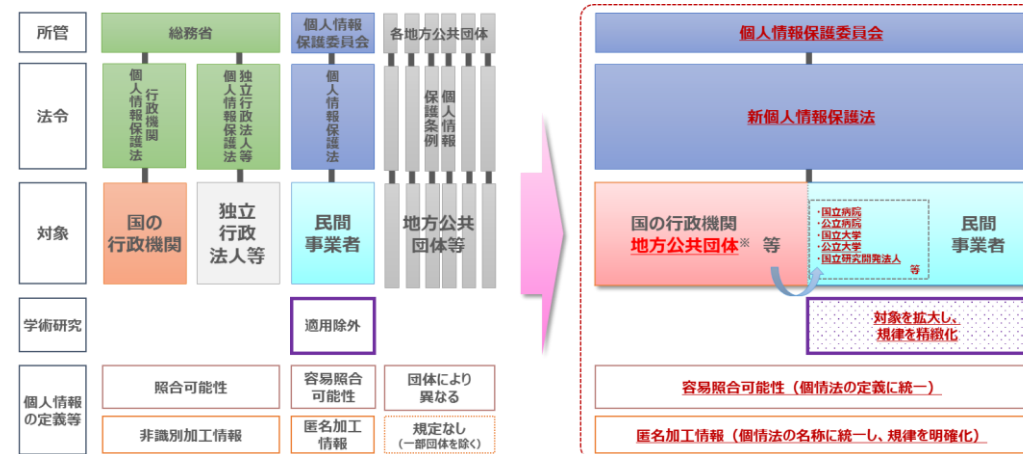 所管
総務省
個人情報
保護委員会
各地方公共団体
個人情報保護委員会
法令
行政機関
個人情報保護法
独立行政法人等
個人情報保護法
個人情報保護法
個人情報
保護条例
新個人情報保護法
対象
国の
行政機関
独立
行政
法人等
民間
事業者
地方公共
団体等
国の行政機関
地方公共団体※ 等
・国立病院
・公立病院
・国立大学
・公立大学
・国立研究開発法人
等
民間
事業者
学術研究
適用除外
対象を拡大し、
規律を精緻化
個人情報
の定義等
照合可能性
容易照合
可能性
団体により
異なる
容易照合可能性（個情法の定義に統一）
非識別加工情報
匿名加工
情報
規定なし
（一部団体を除く）
匿名加工情報（個情法の名称に統一し、規律を明確化）